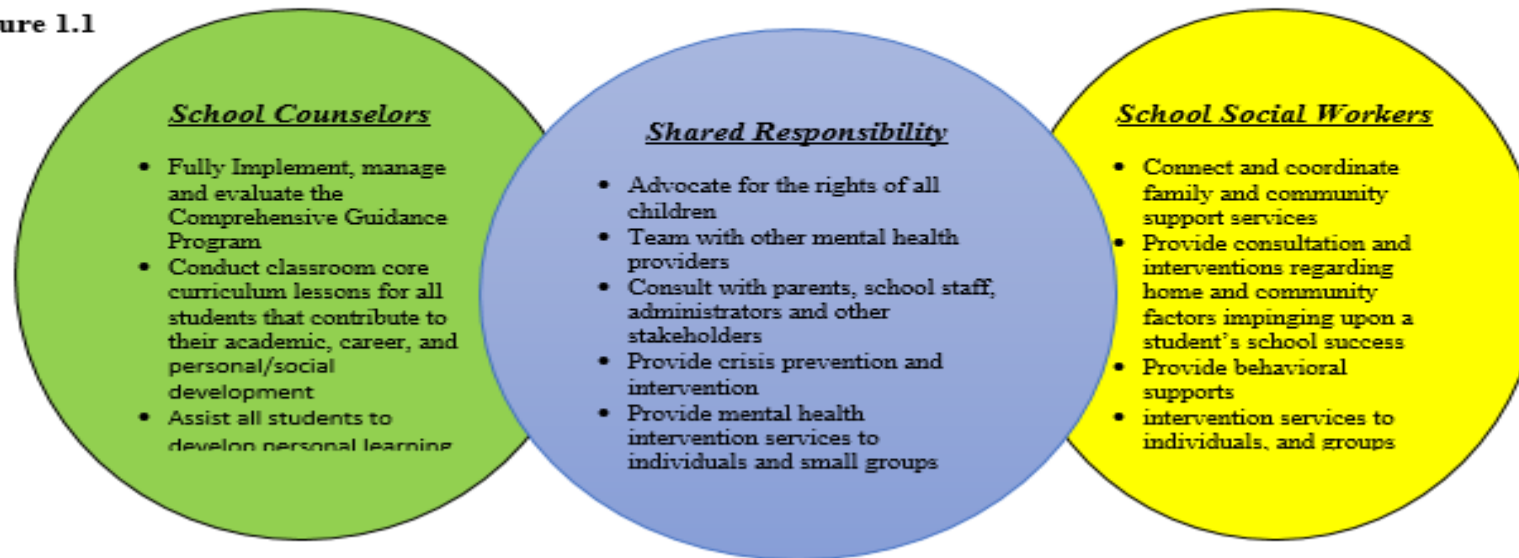 ure 1.1
School Counselors
• Fully Implement, manage
and evaluate the
Comprehensive Guidance
Program
• Conduct classroom core
curriculum lessons for all
students that contribute to
their academic, career, and
personal/social
development
• Assist all students to
develop personal learning
Shared Responsibility
• Advocate for the rights of all
children
• Team with other mental health
providers
• Consult with parents, school staff,
administrators and other
stakeholders
• Provide crisis prevention and
intervention
• Provide mental health
intervention services to
individuals and small groups
School Social Workers
• Connect and coordinate
family and community
support services
• Provide consultation and
interventions regarding
home and community
factors impinging upon a
student’s school success
• Provide behavioral
supports
• intervention services to
individuals, and groups